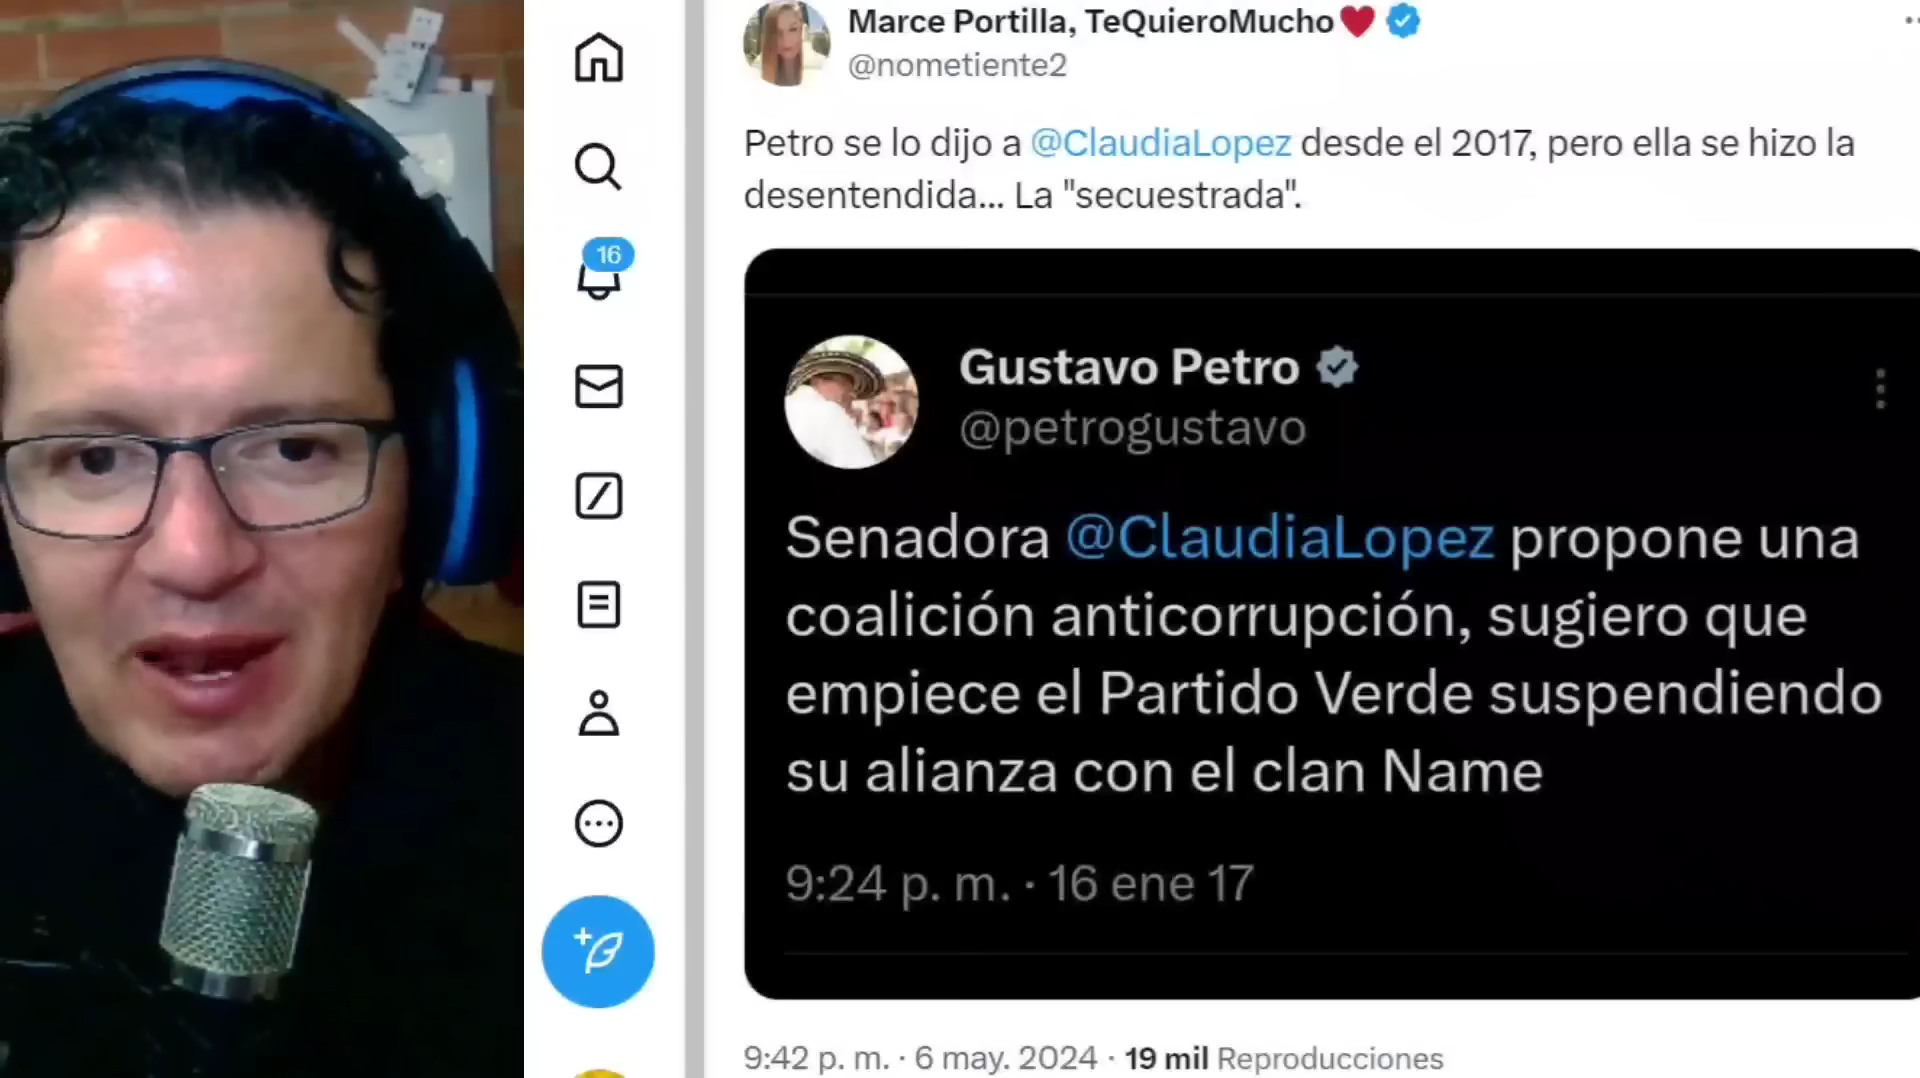 Marce Portilla, TeQuieroMucho❤
@nometiente2
Petro se lo dijo a @ClaudiaLopez desde el 2017, pero ella se hizo la
desentendida... La "secuestrada".
16
Gustavo Petro
@petrogustavo
Senadora @ClaudiaLopez propone una
coalición anticorrupción, sugiero que
empiece el Partido Verde suspendiendo
su alianza con el clan Name
9:24 p. m. · 16 ene 17
9:42 p. m. · 6 may. 2024 · 19 mil Reproducciones